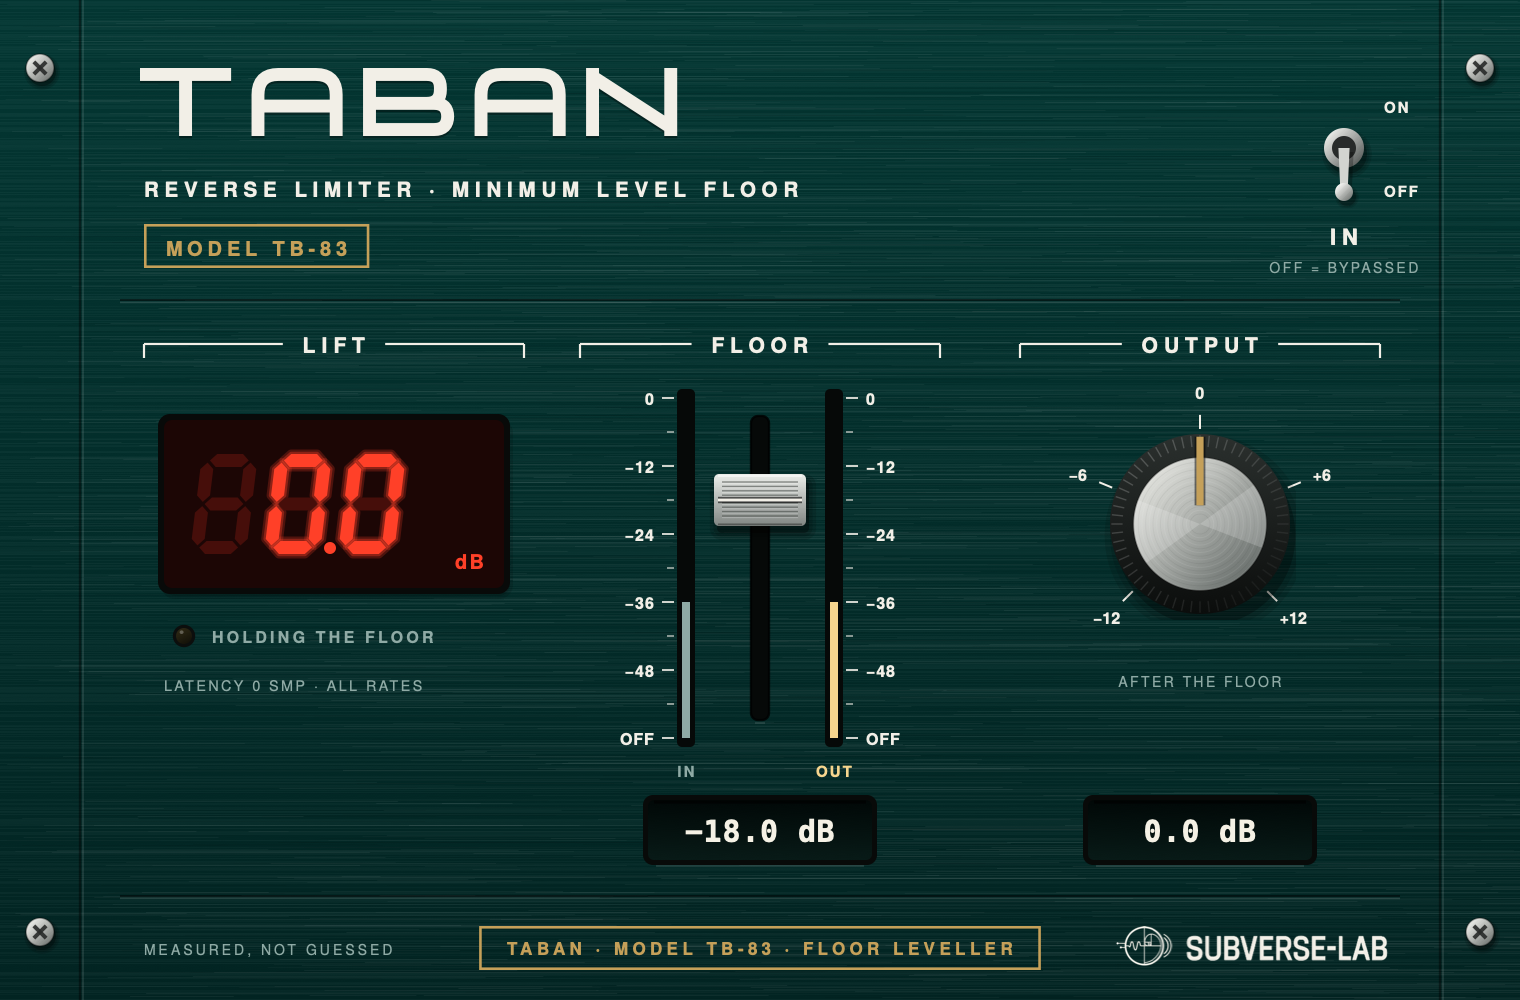 TABAN
REVERSE LIMITER · MINIMUM LEVEL FLOOR
MODEL TB-83
ON
OFF
IN
OFF = BYPASSED
LIFT
0.0
dB
HOLDING THE FLOOR
LATENCY 0 SMP · ALL RATES
FLOOR
0 0
−12 −12
−24 −24
−36 −36
−48 −48
OFF OFF
IN OUT
−18.0 dB
OUTPUT
0
−6 +6
−12 +12
AFTER THE FLOOR
0.0 dB
MEASURED, NOT GUESSED
TABAN · MODEL TB-83 · FLOOR LEVELLER
SUBVERSE-LAB